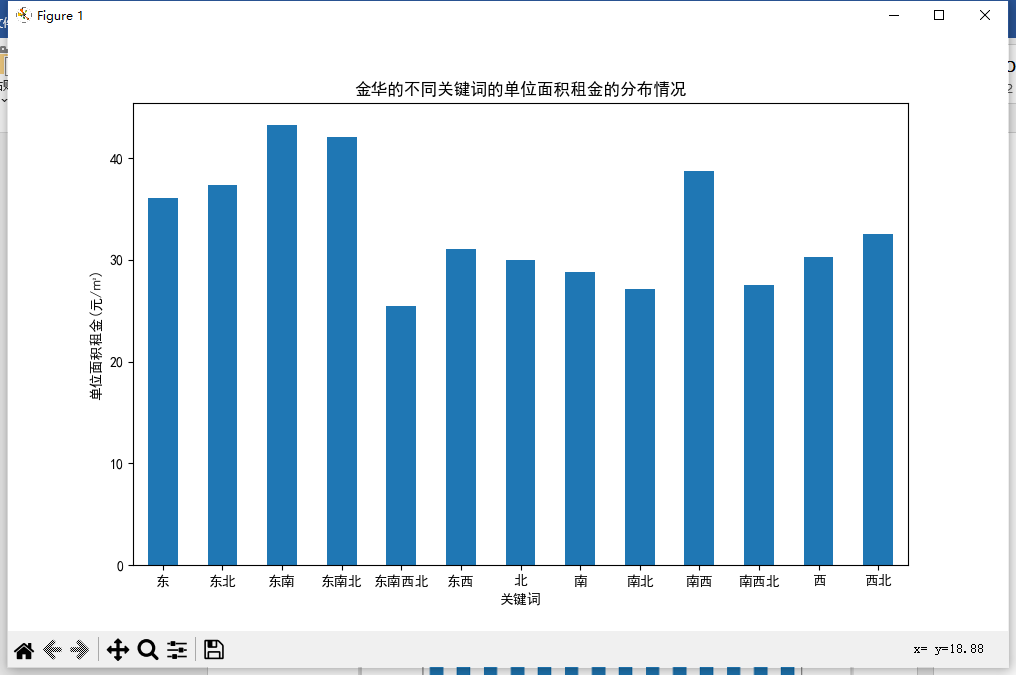 Figure 1
金华的不同关键词的单位面积租金的分布情况
单位面积租金(元/㎡)
40
30
20
10
0
东 东北 东南 东南北 东南西北 东西 北 南 南北 南西 南西北 西 西北
关键词
x= y=18.88